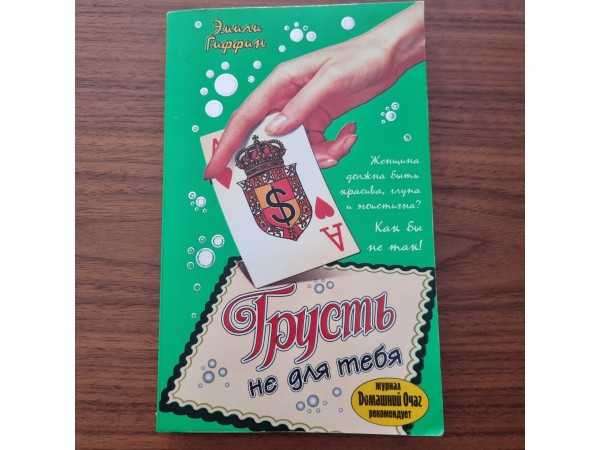 Эмили
Гиффин
A
Женщина
должна быть
красива, глупа
и эгоистична?
Как бы
не так!
$
A
Грусть
не для тебя
журнал
Домашний Очаг
рекомендует